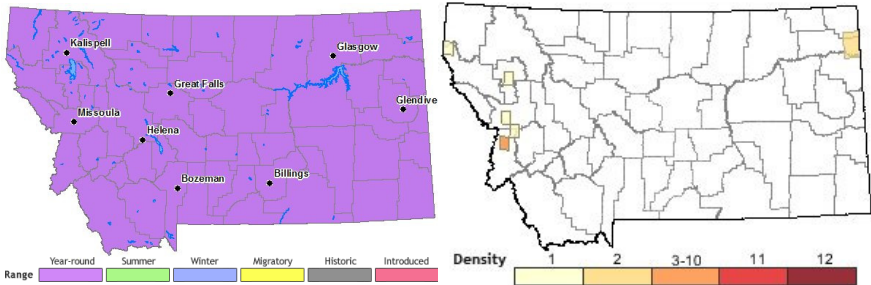 Kalispell
Glasgow
Great Falls
Glendive
Missoula
Helena
Bozeman
Billings
Range
Year-round
Summer
Winter
Migratory
Historic
Introduced
Density
1
2
3-10
11
12